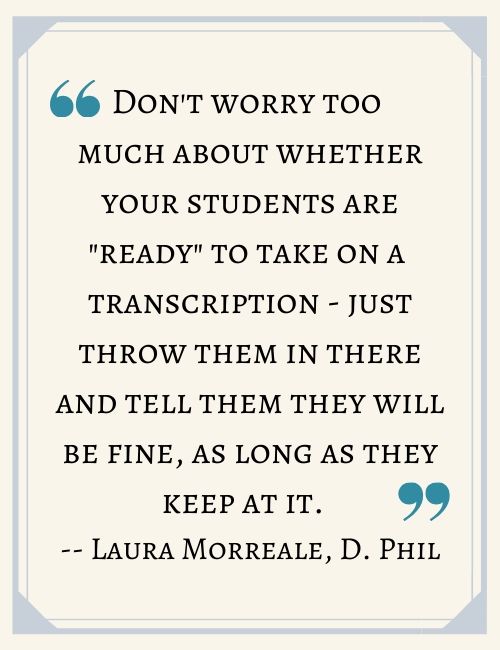 “ Don't worry too
much about whether
your students are
"ready" to take on a
transcription - just
throw them in there
and tell them they will
be fine, as long as they
keep at it. ”
-- Laura Morreale, D. Phil